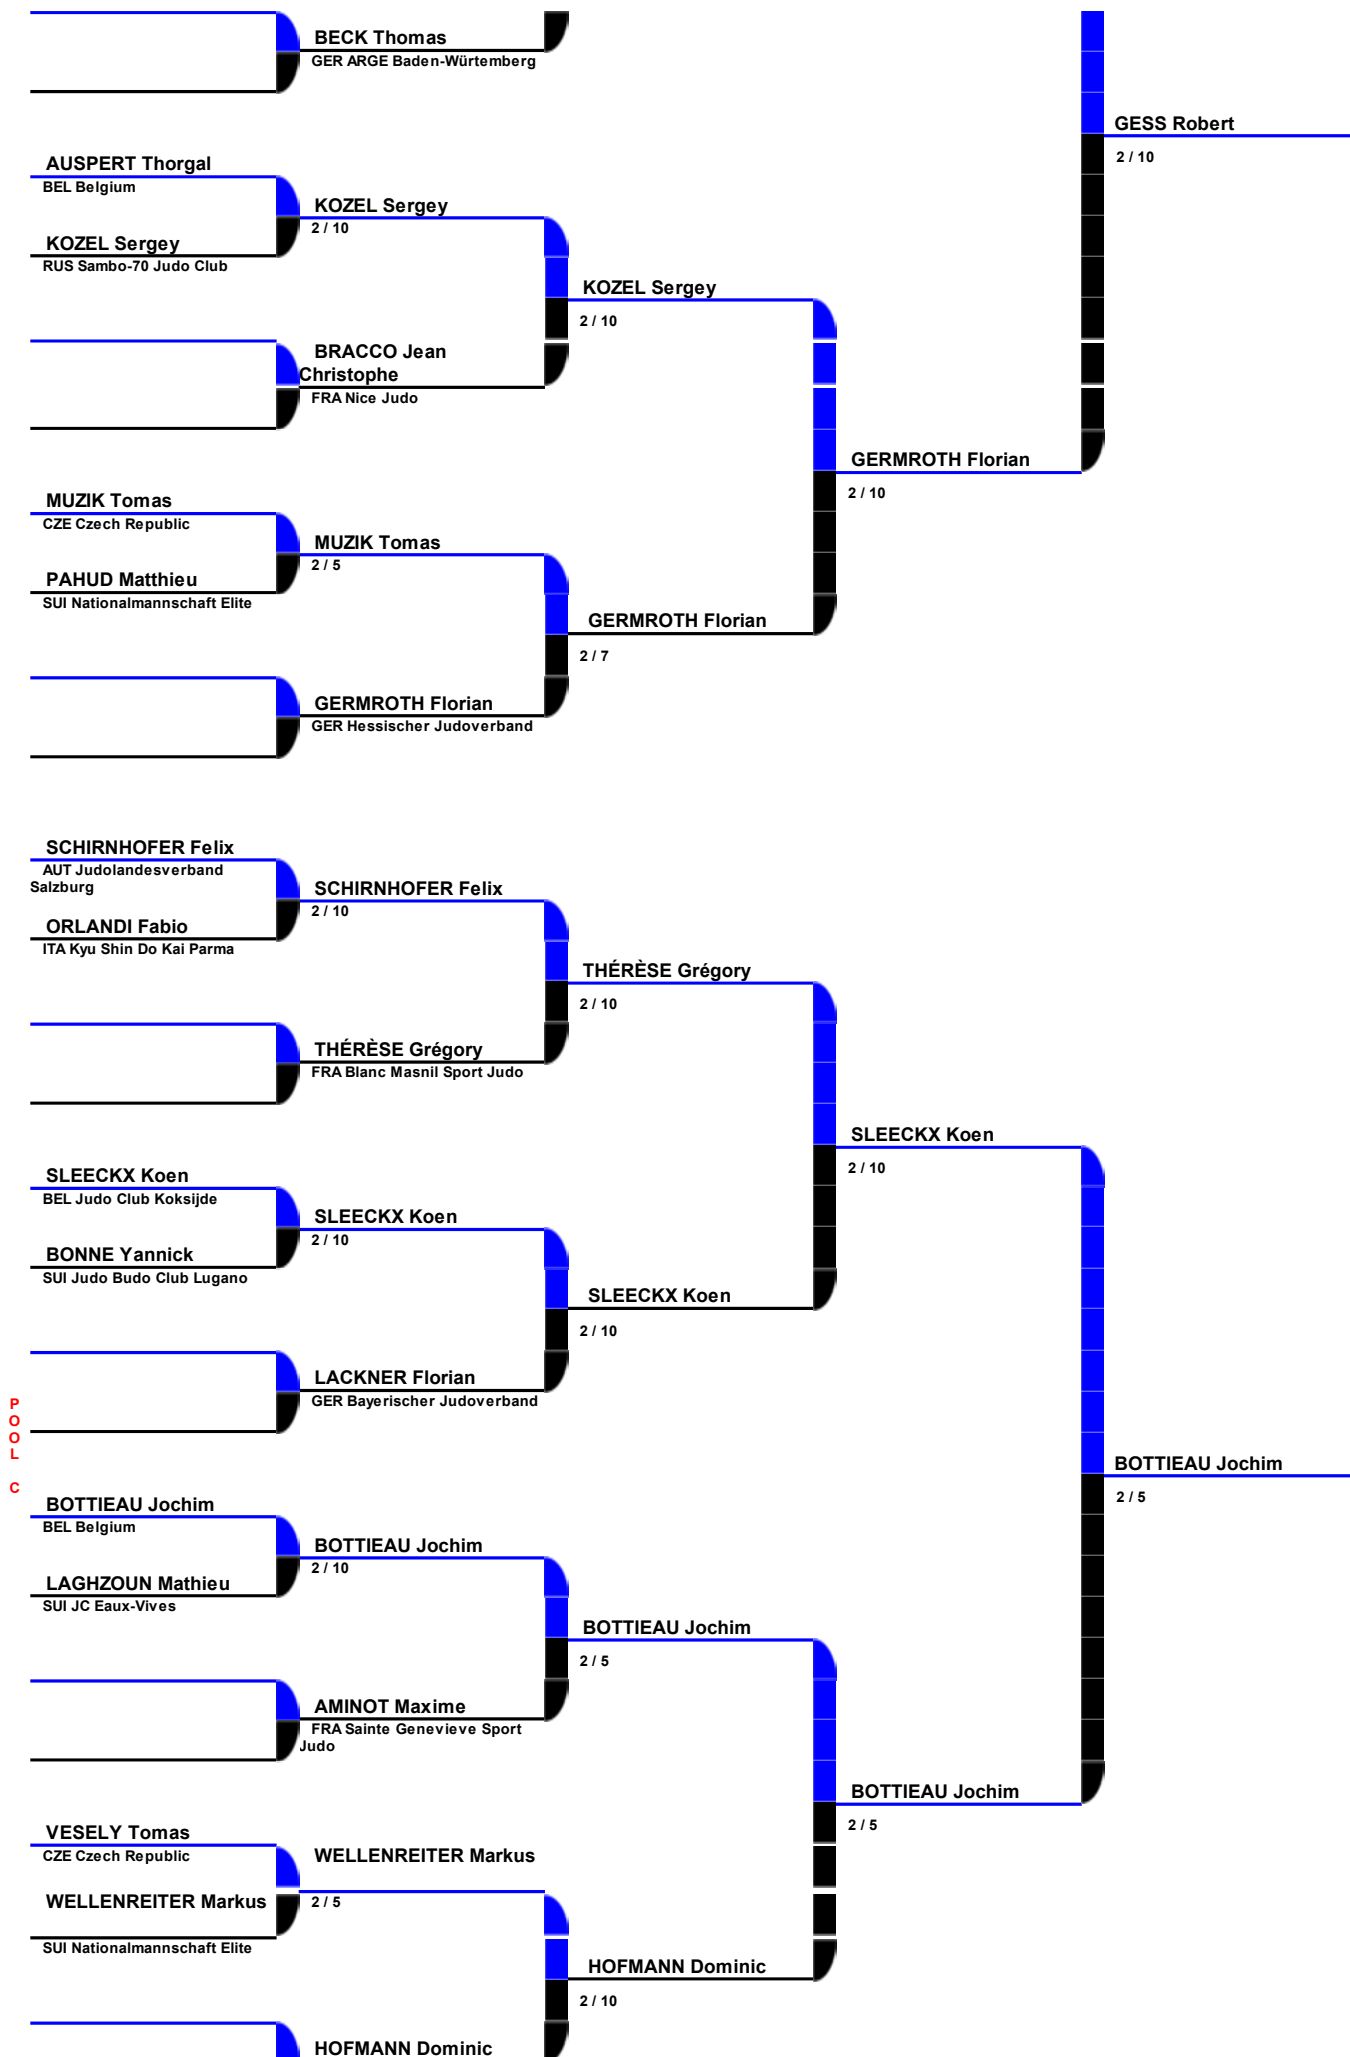 BECK Thomas
GER ARGE Baden-Würtemberg
GESS Robert
2 / 10
AUSPERT Thorgal
BEL Belgium
KOZEL Sergey
2 / 10
KOZEL Sergey
RUS Sambo-70 Judo Club
KOZEL Sergey
2 / 10
BRACCO Jean
Christophe
FRA Nice Judo
GERMROTH Florian
2 / 10
MUZIK Tomas
CZE Czech Republic
MUZIK Tomas
2 / 5
PAHUD Matthieu
SUI Nationalmannschaft Elite
GERMROTH Florian
2 / 7
GERMROTH Florian
GER Hessischer Judoverband
SCHIRNHOFER Felix
AUT Judolandesverband
Salzburg
SCHIRNHOFER Felix
2 / 10
ORLANDI Fabio
ITA Kyu Shin Do Kai Parma
THÉRÈSE Grégory
2 / 10
THÉRÈSE Grégory
FRA Blanc Masnil Sport Judo
SLEECKX Koen
2 / 10
SLEECKX Koen
BEL Judo Club Koksijde
SLEECKX Koen
2 / 10
BONNE Yannick
SUI Judo Budo Club Lugano
SLEECKX Koen
2 / 10
LACKNER Florian
GER Bayerischer Judoverband
P
O
O
L
C
BOTTIEAU Jochim
2 / 5
BOTTIEAU Jochim
BEL Belgium
BOTTIEAU Jochim
2 / 10
LAGHZOUN Mathieu
SUI JC Eaux-Vives
BOTTIEAU Jochim
2 / 5
AMINOT Maxime
FRA Sainte Genevieve Sport
Judo
BOTTIEAU Jochim
2 / 5
VESELY Tomas
CZE Czech Republic
WELLENREITER Markus
2 / 5
WELLENREITER Markus
SUI Nationalmannschaft Elite
HOFMANN Dominic
2 / 10
HOFMANN Dominic